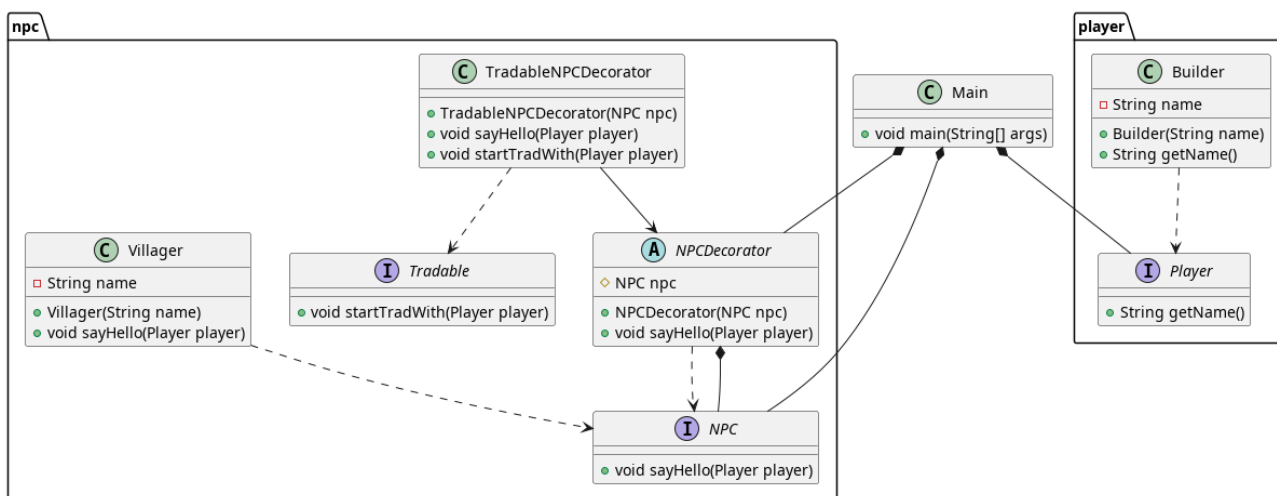 npc
C TradableNPCDecorator
TradableNPCDecorator(NPC npc)
void sayHello(Player player)
void startTradWith(Player player)
C Villager
String name
Villager(String name)
void sayHello(Player player)
I Tradable
void startTradWith(Player player)
A NPCDecorator
NPC npc
NPCDecorator(NPC npc)
void sayHello(Player player)
I NPC
void sayHello(Player player)
C Main
void main(String[] args)
player
C Builder
String name
Builder(String name)
String getName()
I Player
String getName()